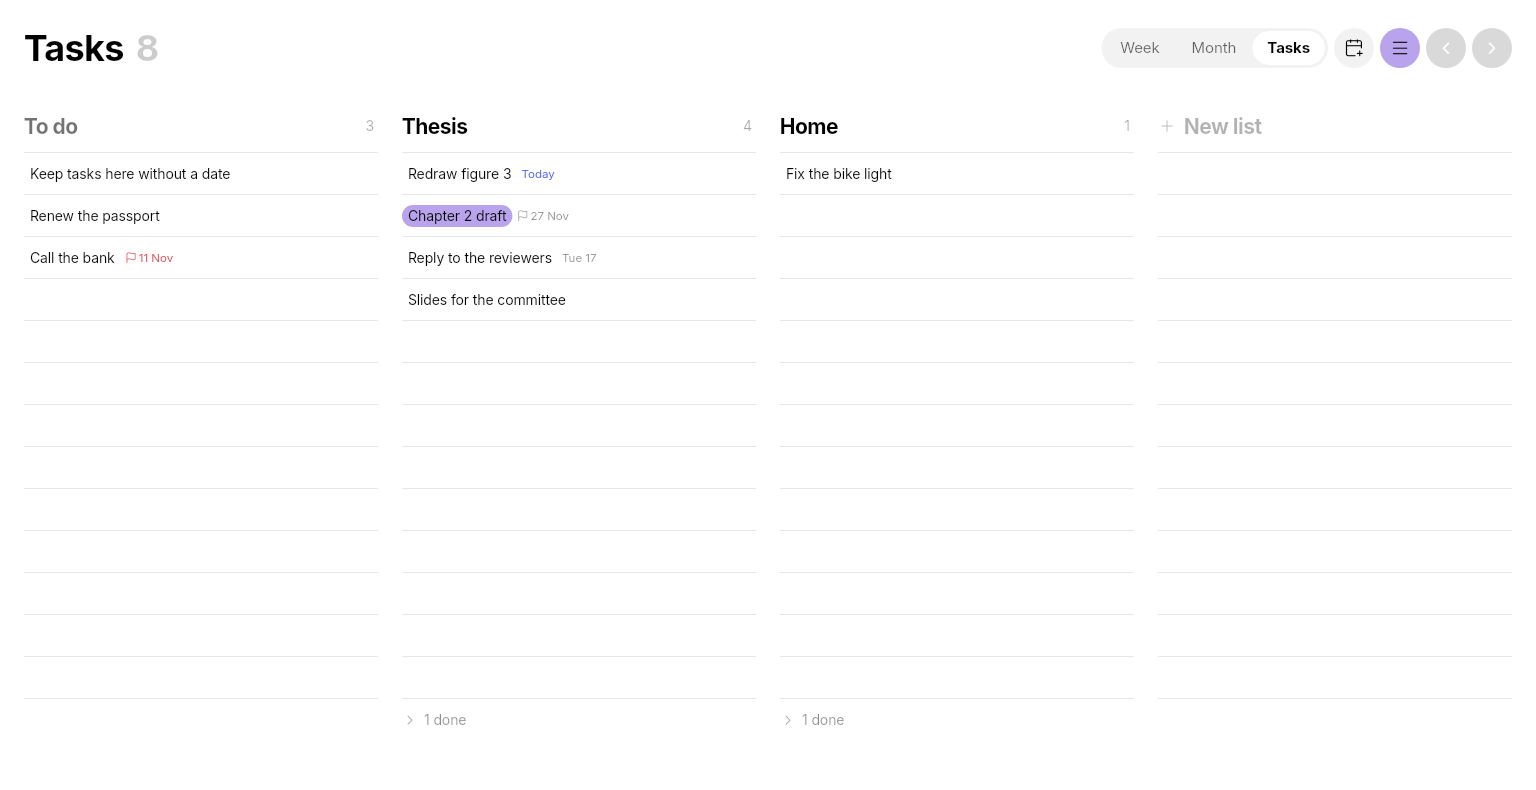 Tasks 8
Week Month Tasks
To do 3
Keep tasks here without a date
Renew the passport
Call the bank 11 Nov
Thesis 4
Redraw figure 3 Today
Chapter 2 draft 27 Nov
Reply to the reviewers Tue 17
Slides for the committee
1 done
Home 1
Fix the bike light
1 done
+ New list